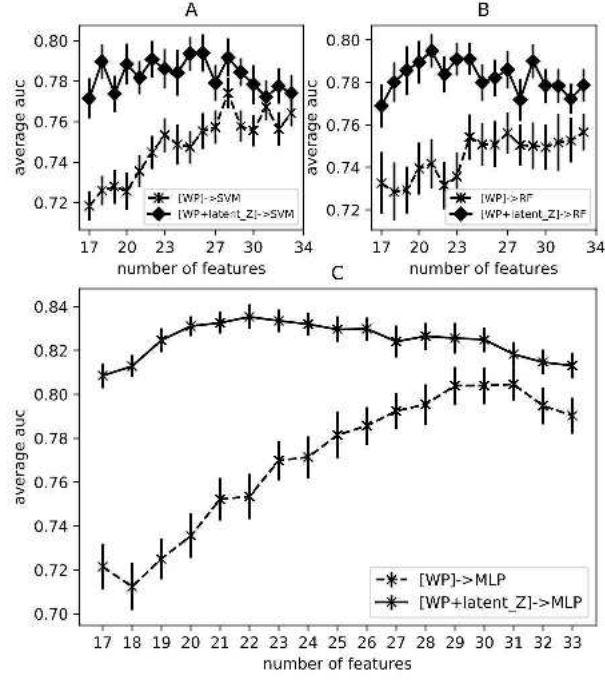 A
0.80
0.78
0.76
0.74
0.72
average auc
[WP]->SVM
[WP+latent_Z]->SVM
17 20 23 27 30 34
number of features
B
0.80
0.78
0.76
0.74
0.72
average auc
[WP]->RF
[WP+latent_Z]->RF
17 20 23 27 30 34
number of features
C
0.84
0.82
0.80
0.78
0.76
0.74
0.72
0.70
average auc
[WP]->MLP
[WP+latent_Z]->MLP
17 18 19 20 21 22 23 24 25 26 27 28 29 30 31 32 33
number of features